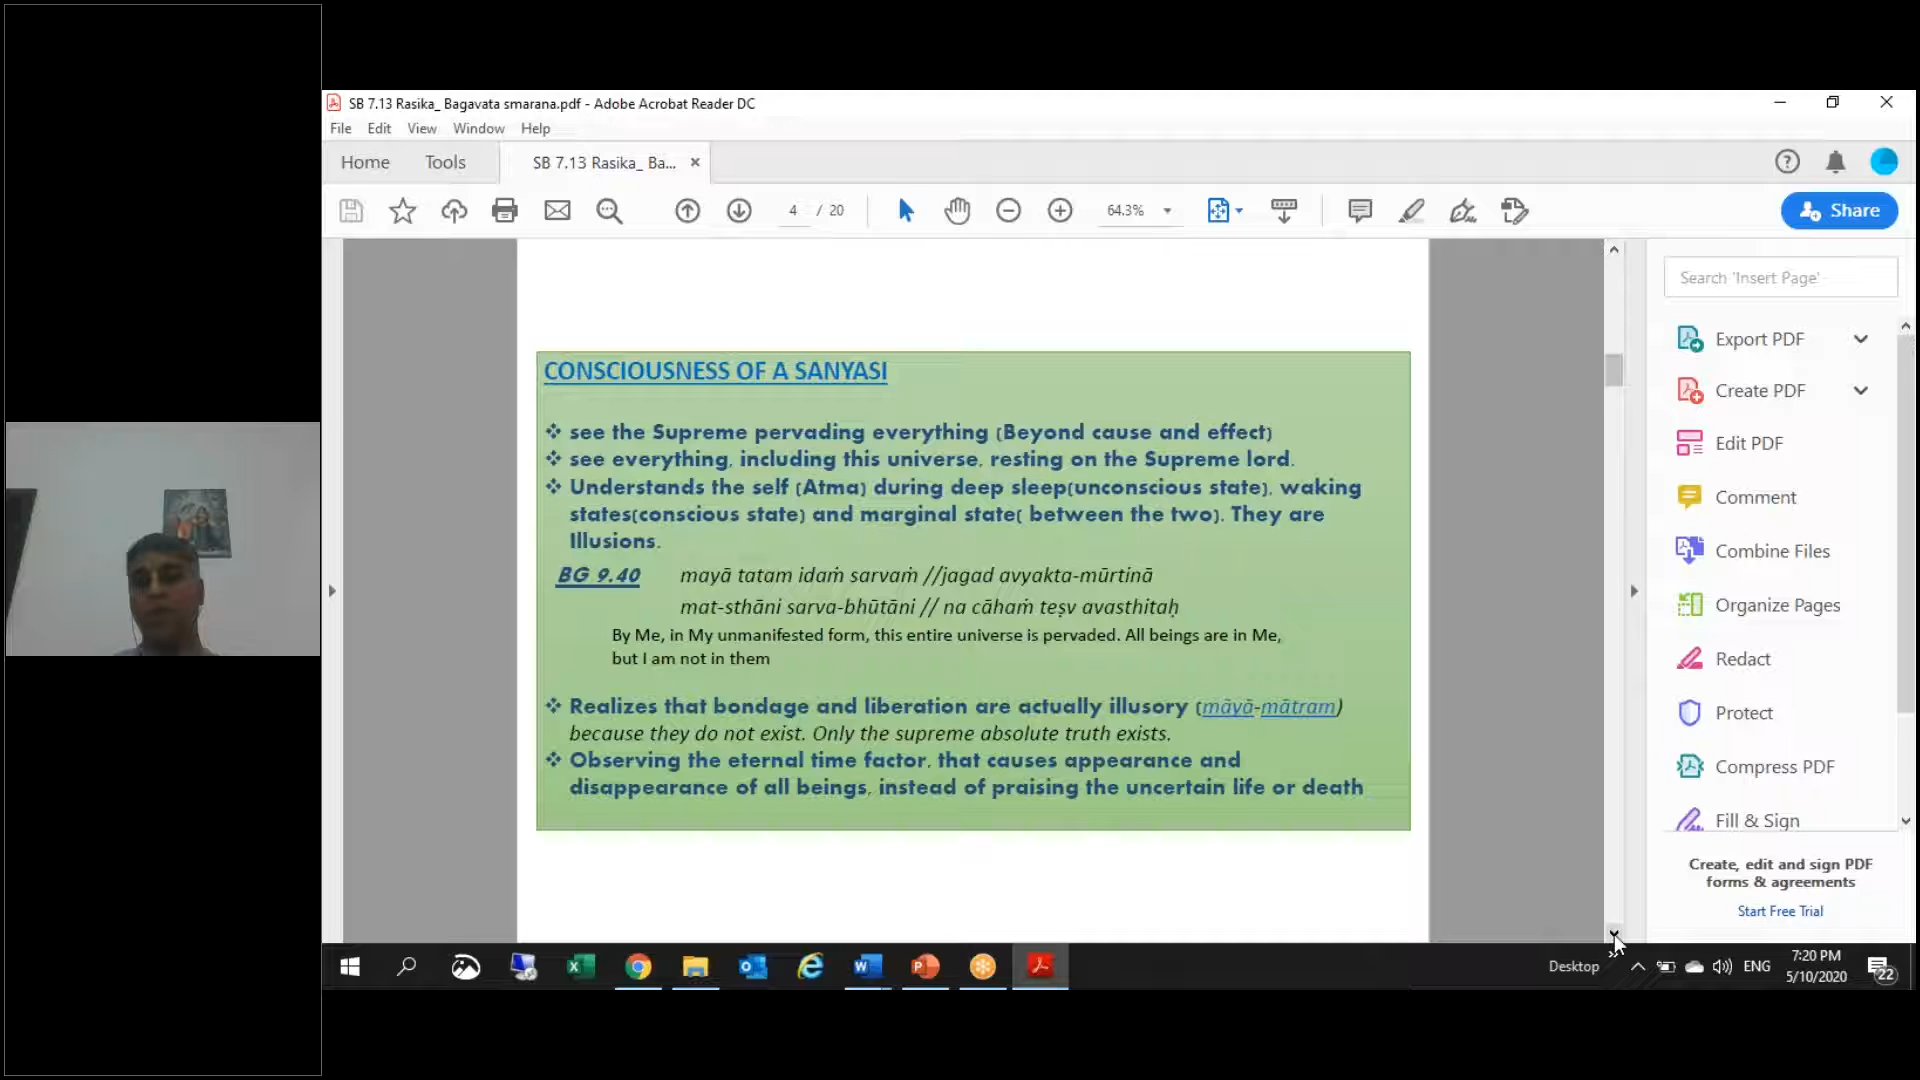 SB 7.13 Rasika_ Bagavata smarana.pdf - Adobe Acrobat Reader DC
File Edit View Window Help
Home Tools SB 7.13 Rasika_ Ba...
4 / 20 64.3% Share
Search 'Insert Page'
Export PDF
Create PDF
Edit PDF
Comment
Combine Files
Organize Pages
Redact
Protect
Compress PDF
Fill & Sign
Create, edit and sign PDF
forms & agreements
Start Free Trial
CONSCIOUSNESS OF A SANYASI
❖ see the Supreme pervading everything (Beyond cause and effect)
❖ see everything, including this universe, resting on the Supreme lord.
❖ Understands the self (Atma) during deep sleep(unconscious state), waking
states(conscious state) and marginal state( between the two). They are
Illusions.
BG 9.40 mayā tatam idaṁ sarvaṁ //jagad avyakta-mūrtinā
mat-sthāni sarva-bhūtāni // na cāhaṁ teṣv avasthitaḥ
By Me, in My unmanifested form, this entire universe is pervaded. All beings are in Me,
but I am not in them
❖ Realizes that bondage and liberation are actually illusory (māyā-mātram)
because they do not exist. Only the supreme absolute truth exists.
❖ Observing the eternal time factor, that causes appearance and
disappearance of all beings, instead of praising the uncertain life or death
Desktop ENG 7:20 PM
5/10/2020 22